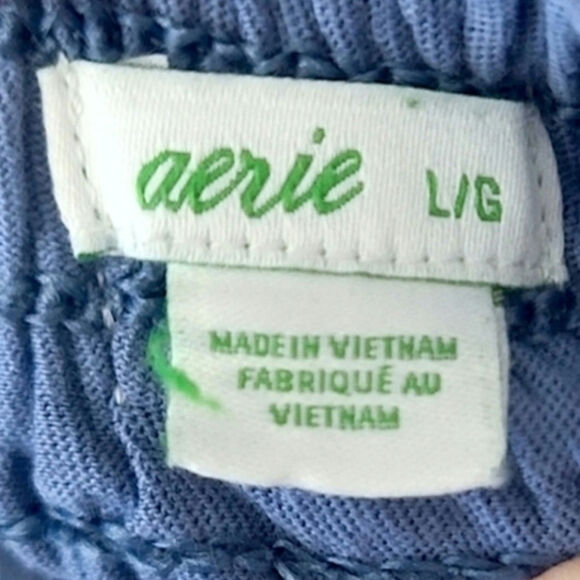 aerie L/G
MADE IN VIETNAM
FABRIQUÉ AU
VIETNAM